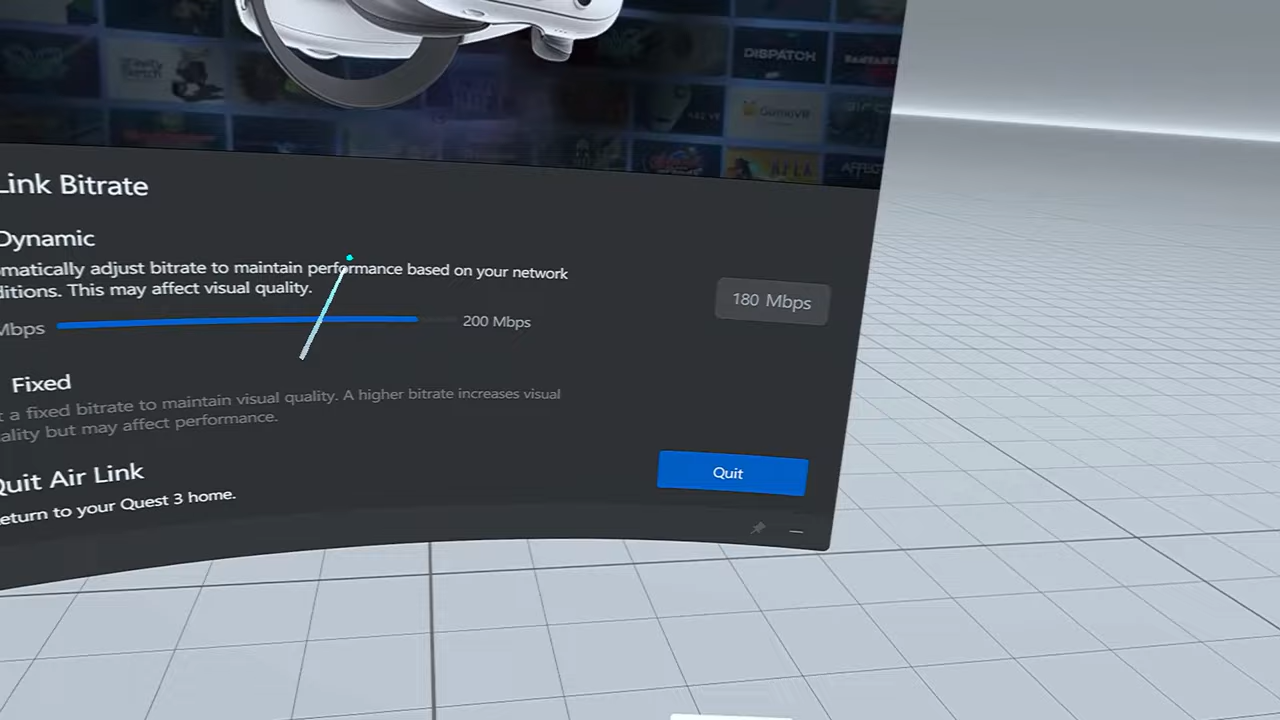 DISPATCH
GizmoVR
Link Bitrate
Dynamic
matically adjust bitrate to maintain performance based on your network
ditions. This may affect visual quality.
Mbps
200 Mbps
180 Mbps
Fixed
t a fixed bitrate to maintain visual quality. A higher bitrate increases visual
ality but may affect performance.
Quit Air Link
Quit
eturn to your Quest 3 home.